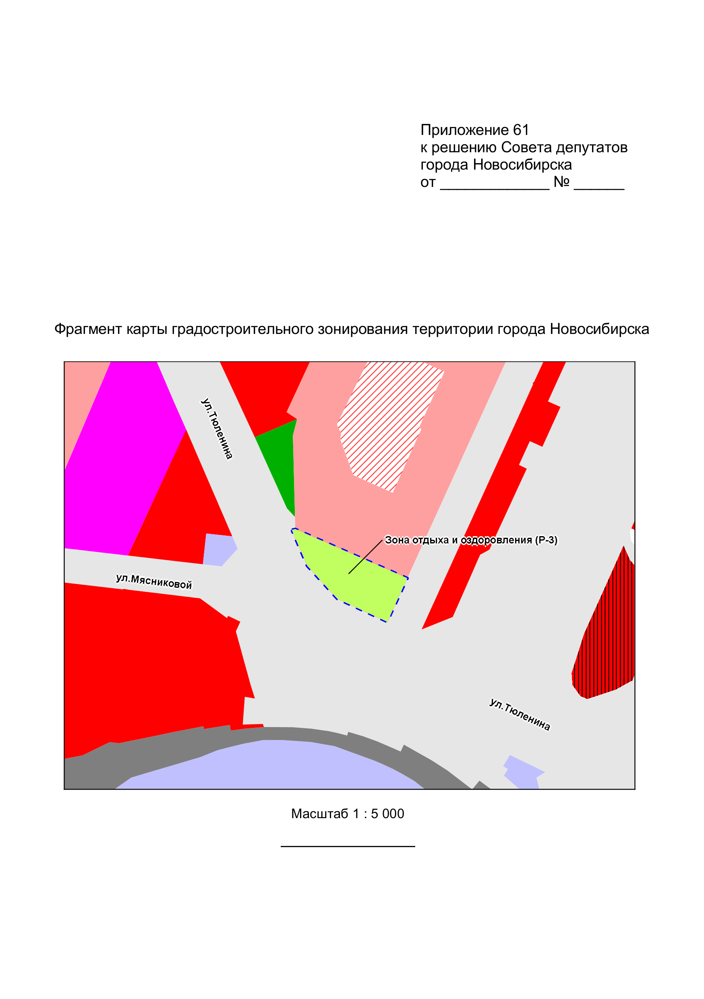 Приложение 61
к решению Совета депутатов
города Новосибирска
от _____________ № ______
Фрагмент карты градостроительного зонирования территории города Новосибирска
ул.Тюленина
Зона отдыха и оздоровления (Р-3)
ул.Мясниковой
ул.Тюленина
Масштаб 1 : 5 000